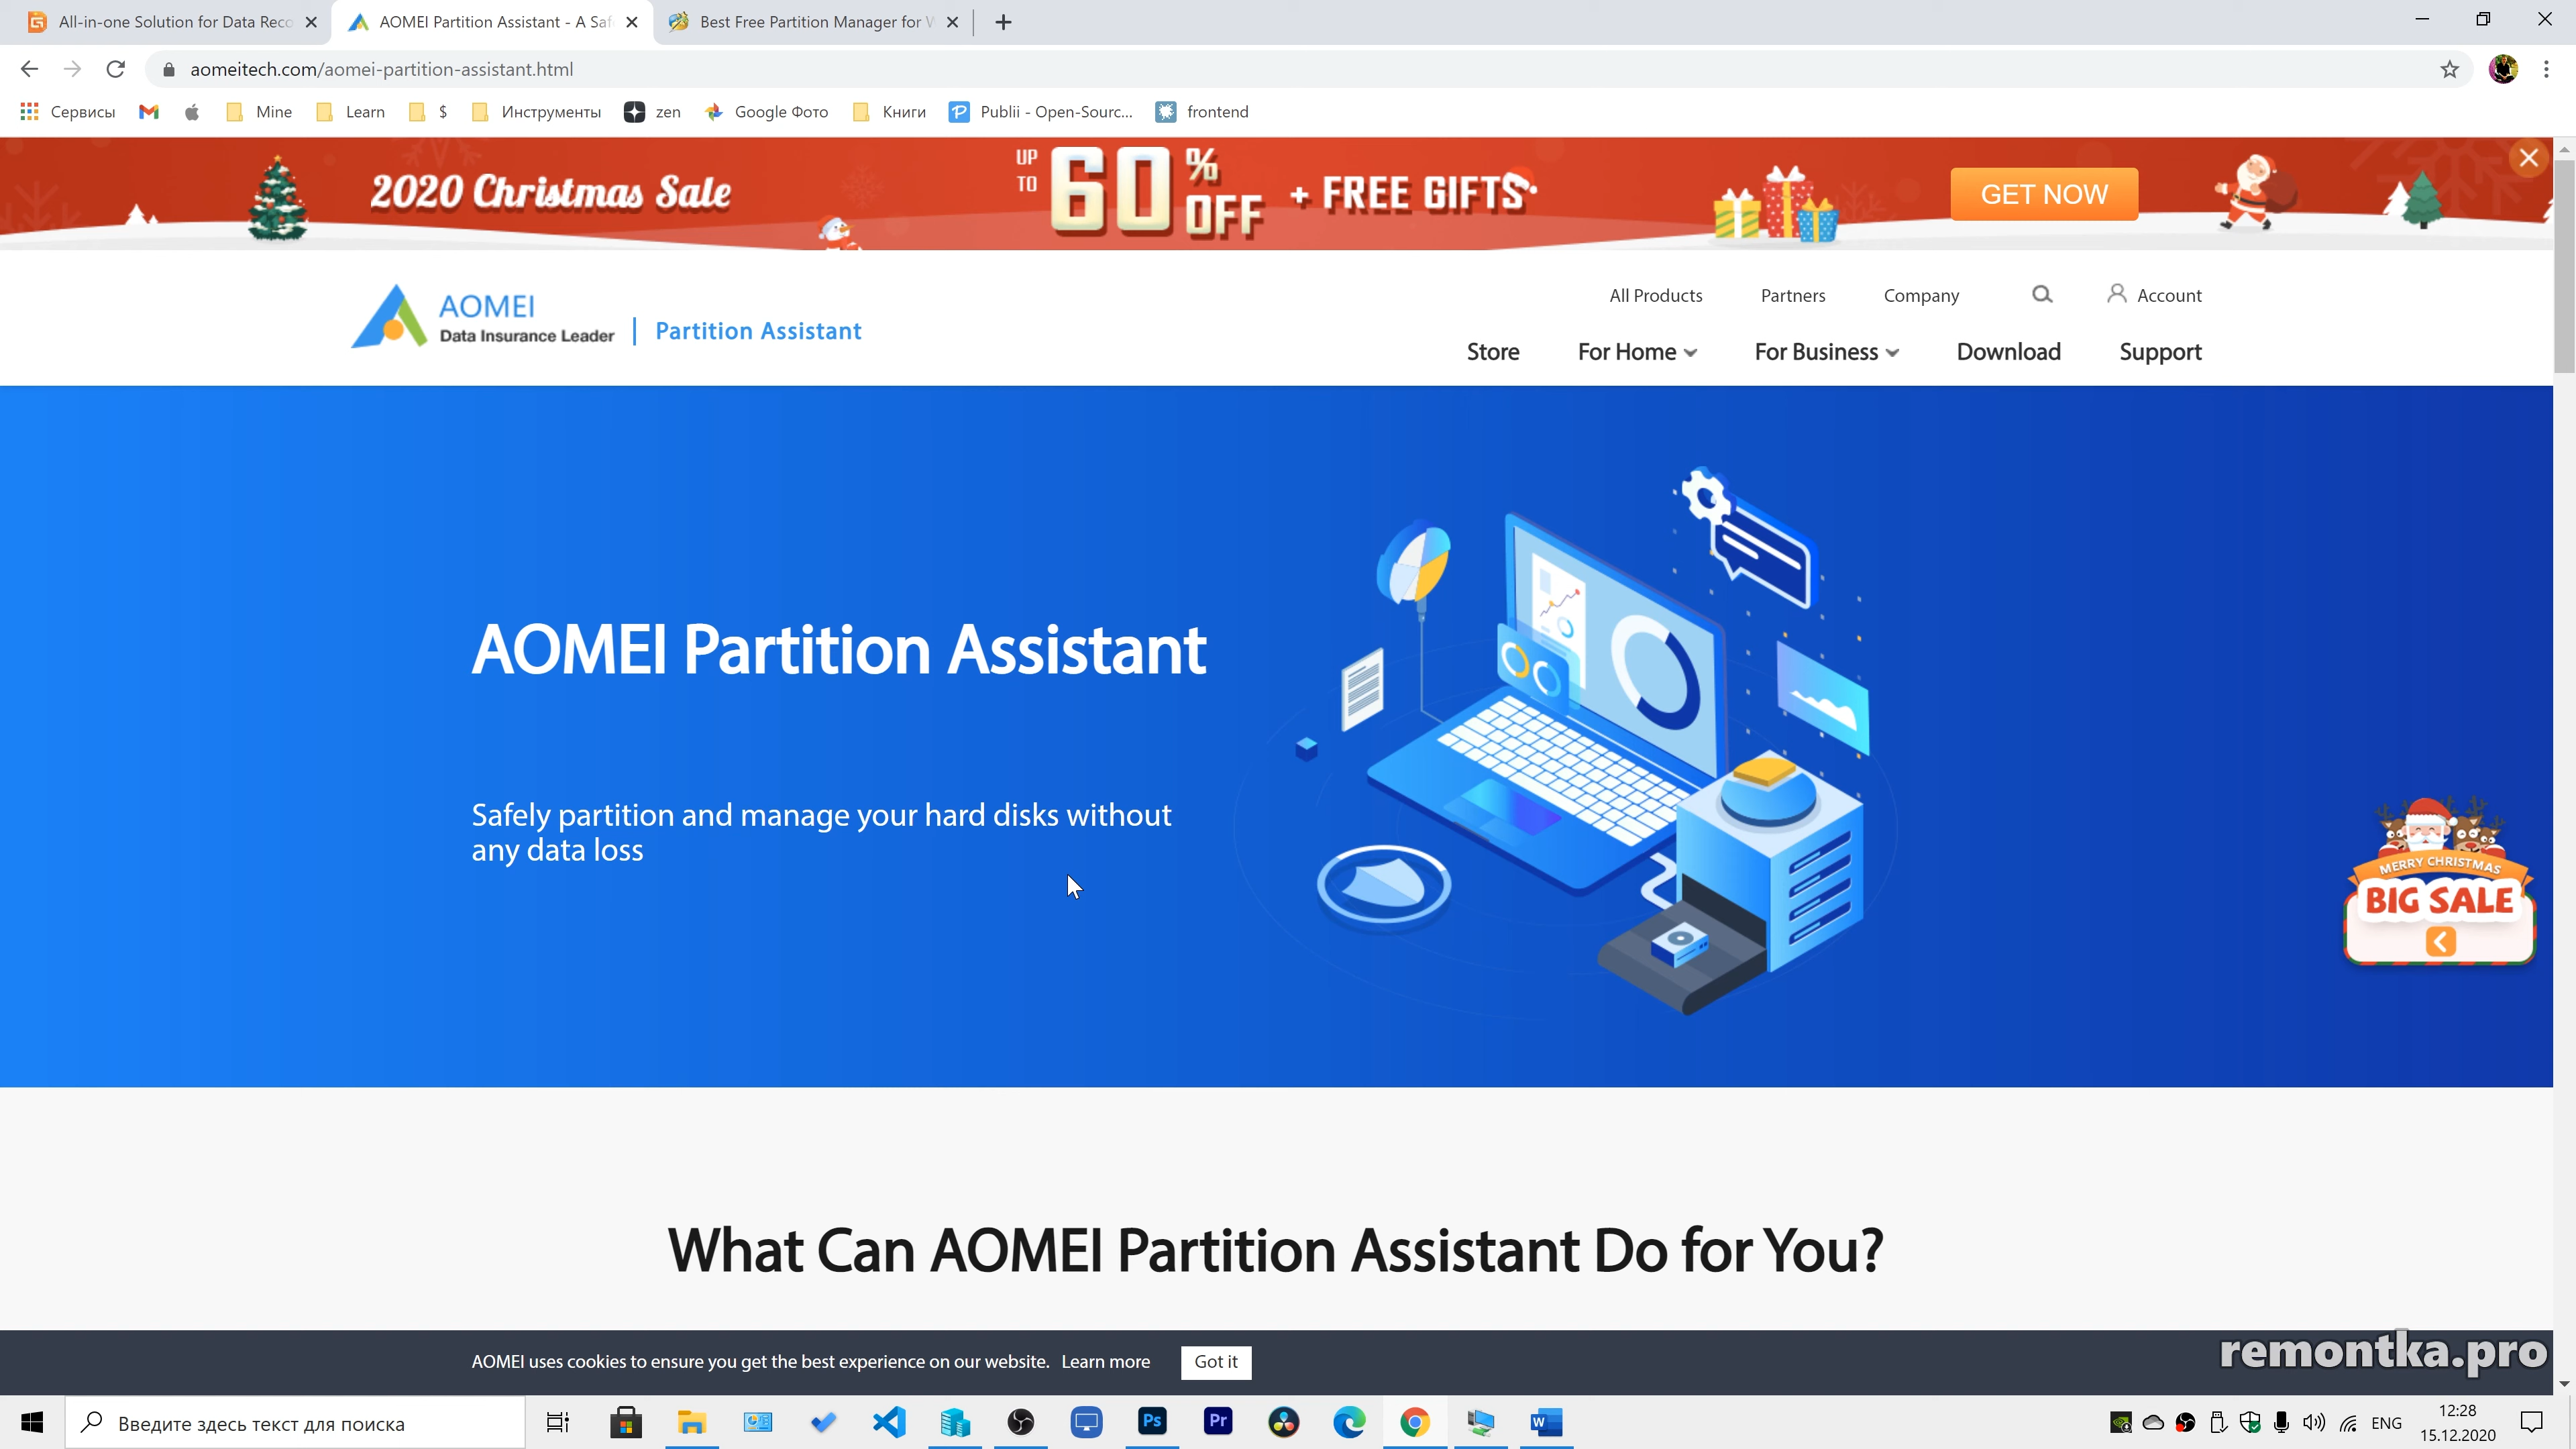 All-in-one Solution for Data Reco
AOMEI Partition Assistant - A Saf
Best Free Partition Manager for W
aomeitech.com/aomei-partition-assistant.html
Сервисы
Mine
Learn
$
Инструменты
zen
Google Фото
Книги
Publii - Open-Sourc...
frontend
2020 Christmas Sale
UP TO 60% OFF + FREE GIFTS
GET NOW
AOMEI
Data Insurance Leader
Partition Assistant
All Products
Partners
Company
Account
Store
For Home
For Business
Download
Support
AOMEI Partition Assistant
Safely partition and manage your hard disks without
any data loss
MERRY CHRISTMAS
BIG SALE
What Can AOMEI Partition Assistant Do for You?
AOMEI uses cookies to ensure you get the best experience on our website. Learn more
Got it
remontka.pro
Введите здесь текст для поиска
Ps
Pr
W
ENG
12:28
15.12.2020